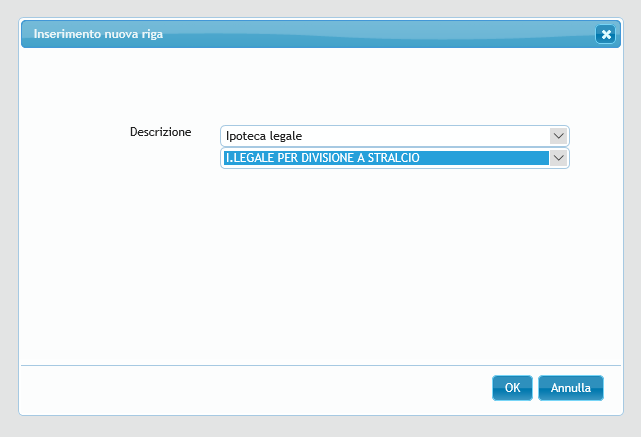 Inserimento nuova riga
Descrizione
Ipoteca legale
I.LEGALE PER DIVISIONE A STRALCIO
OK
Annulla